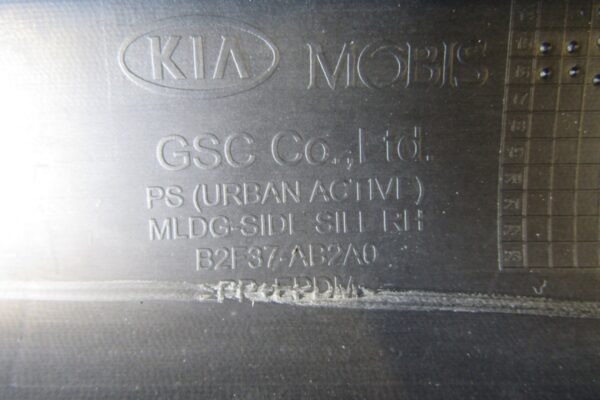 KIA MOBIS
GSC Co.,Ltd.
PS (URBAN ACTIVE)
MLDG-SIDE SILL RH
B2F37-AB2A0